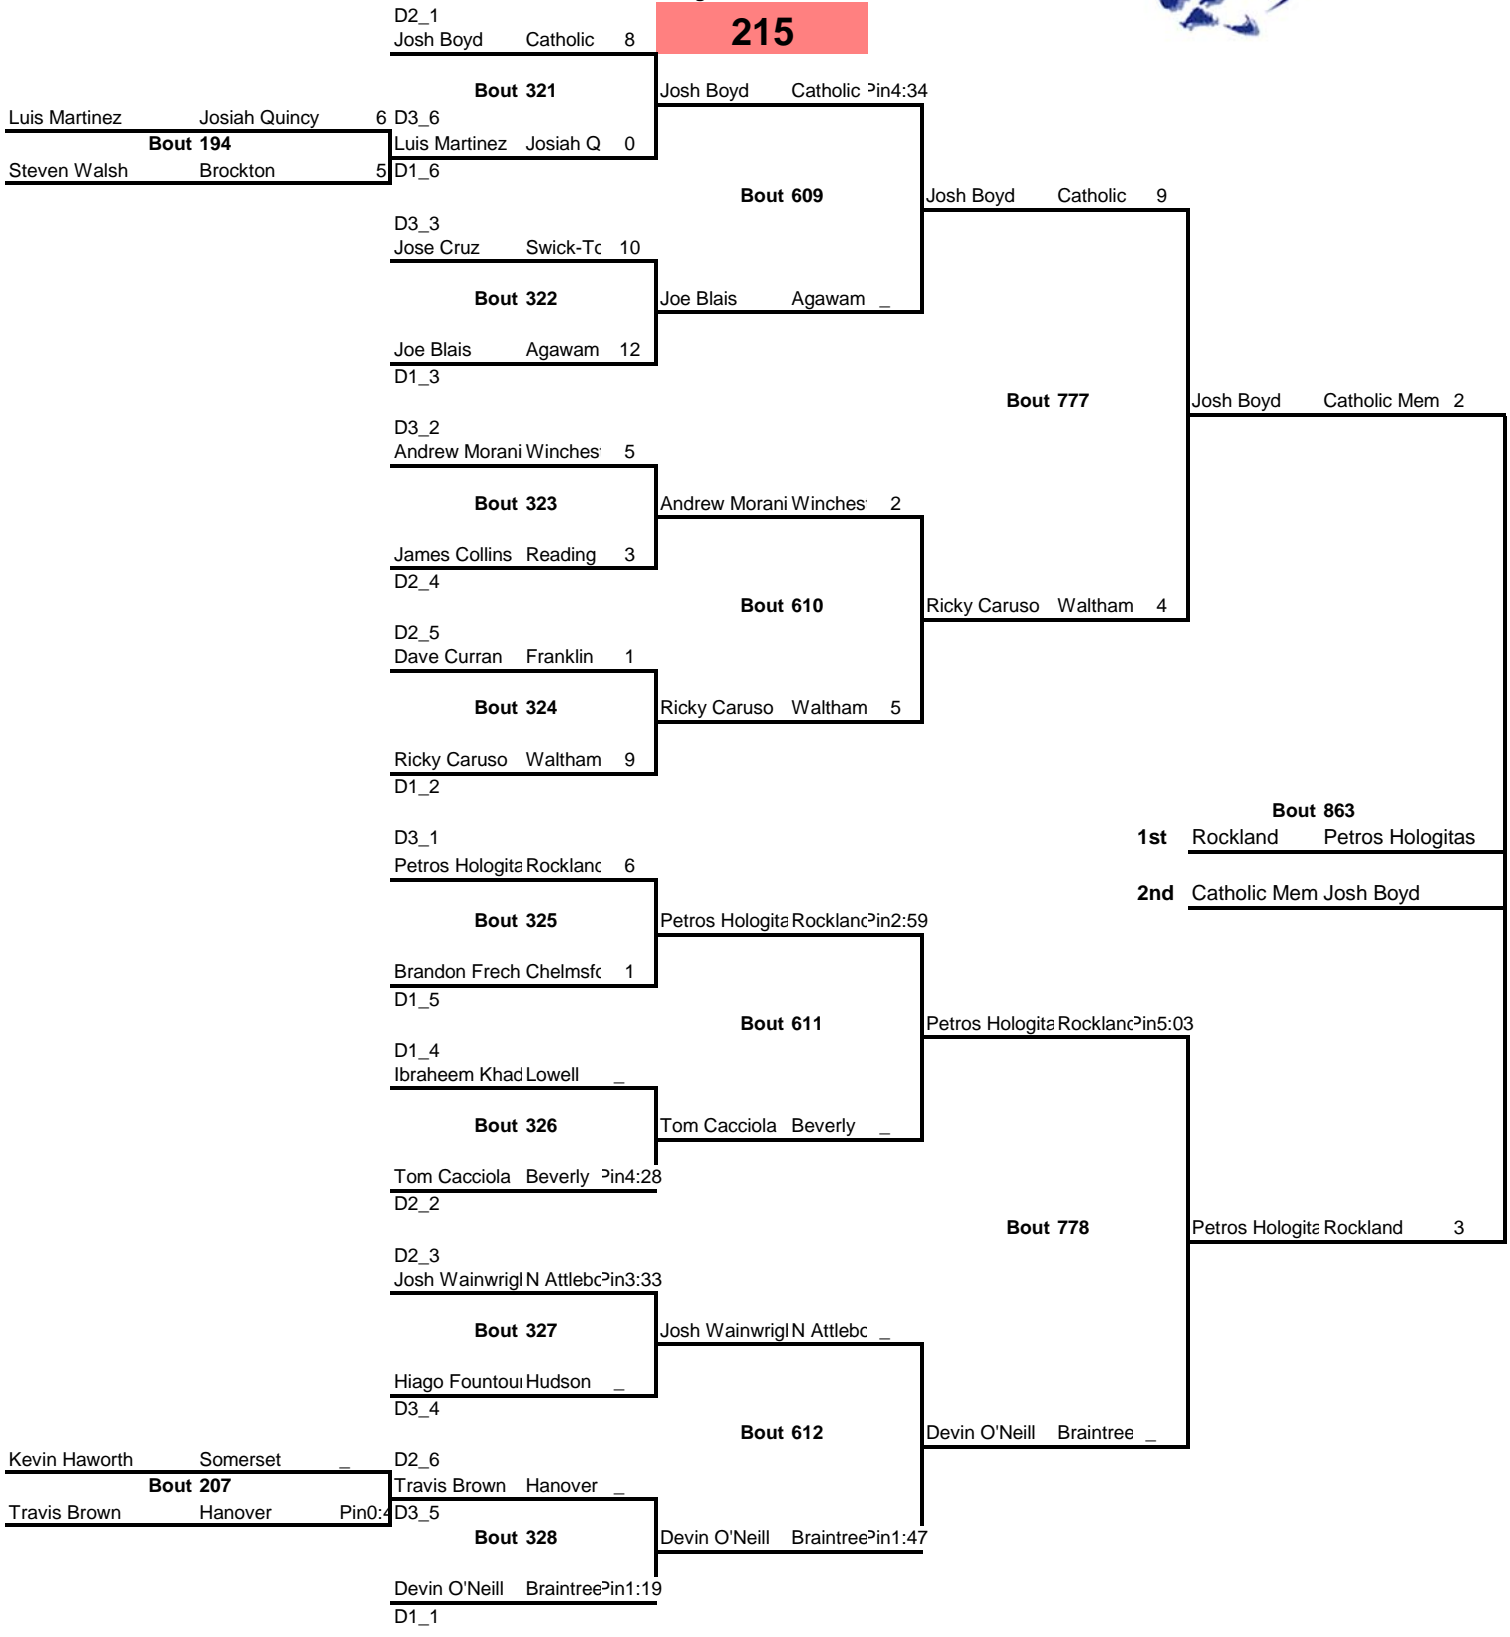 D2_1
215
Josh Boyd Catholic 8
Bout 321
Josh Boyd Catholic Pin4:34
Luis Martinez Josiah Quincy 6 D3_6
Bout 194
Luis Martinez Josiah Q 0
Steven Walsh Brockton 5 D1_6
Bout 609
Josh Boyd Catholic 9
D3_3
Jose Cruz Swick-To 10
Bout 322
Joe Blais Agawam _
Joe Blais Agawam 12
D1_3
Bout 777
Josh Boyd Catholic Mem 2
D3_2
Andrew Morani Winches 5
Bout 323
Andrew Morani Winches 2
James Collins Reading 3
D2_4
Bout 610
Ricky Caruso Waltham 4
D2_5
Dave Curran Franklin 1
Bout 324
Ricky Caruso Waltham 5
Ricky Caruso Waltham 9
D1_2
Bout 863
D3_1
1st Rockland Petros Hologitas
Petros Hologita Rockland 6
2nd Catholic Mem Josh Boyd
Bout 325
Petros Hologita Rockland Pin2:59
Brandon Frech Chelmsfo 1
D1_5
Bout 611
Petros Hologita Rockland Pin5:03
D1_4
Ibraheem Khad Lowell _
Bout 326
Tom Cacciola Beverly _
Tom Cacciola Beverly Pin4:28
D2_2
Bout 778
Petros Hologita Rockland 3
D2_3
Josh Wainwrigl N Attlebo Pin3:33
Bout 327
Josh Wainwrigl N Attlebo _
Hiago Fountou Hudson _
D3_4
Bout 612
Devin O'Neill Braintree _
Kevin Haworth Somerset _ D2_6
Bout 207
Travis Brown Hanover _
Travis Brown Hanover Pin0:4 D3_5
Bout 328
Devin O'Neill Braintree Pin1:47
Devin O'Neill Braintree Pin1:19
D1_1